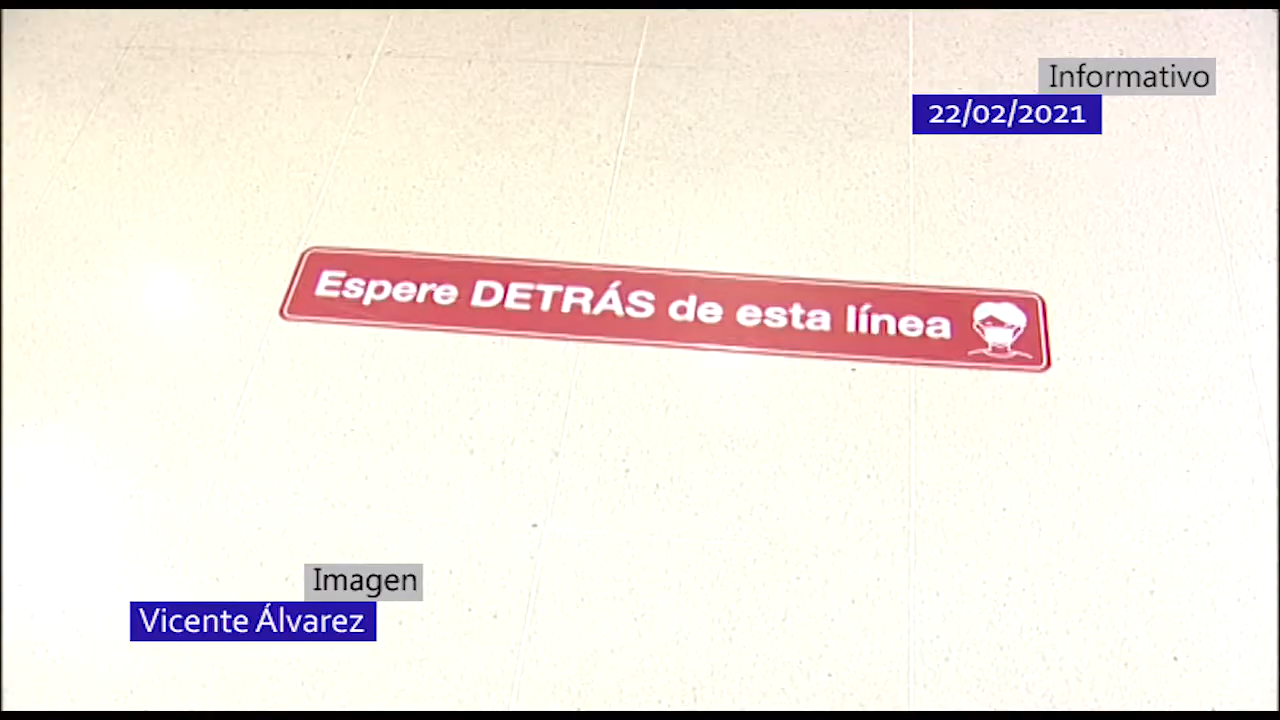 Informativo
22/02/2021
Espere DETRÁS de esta línea
Imagen
Vicente Álvarez